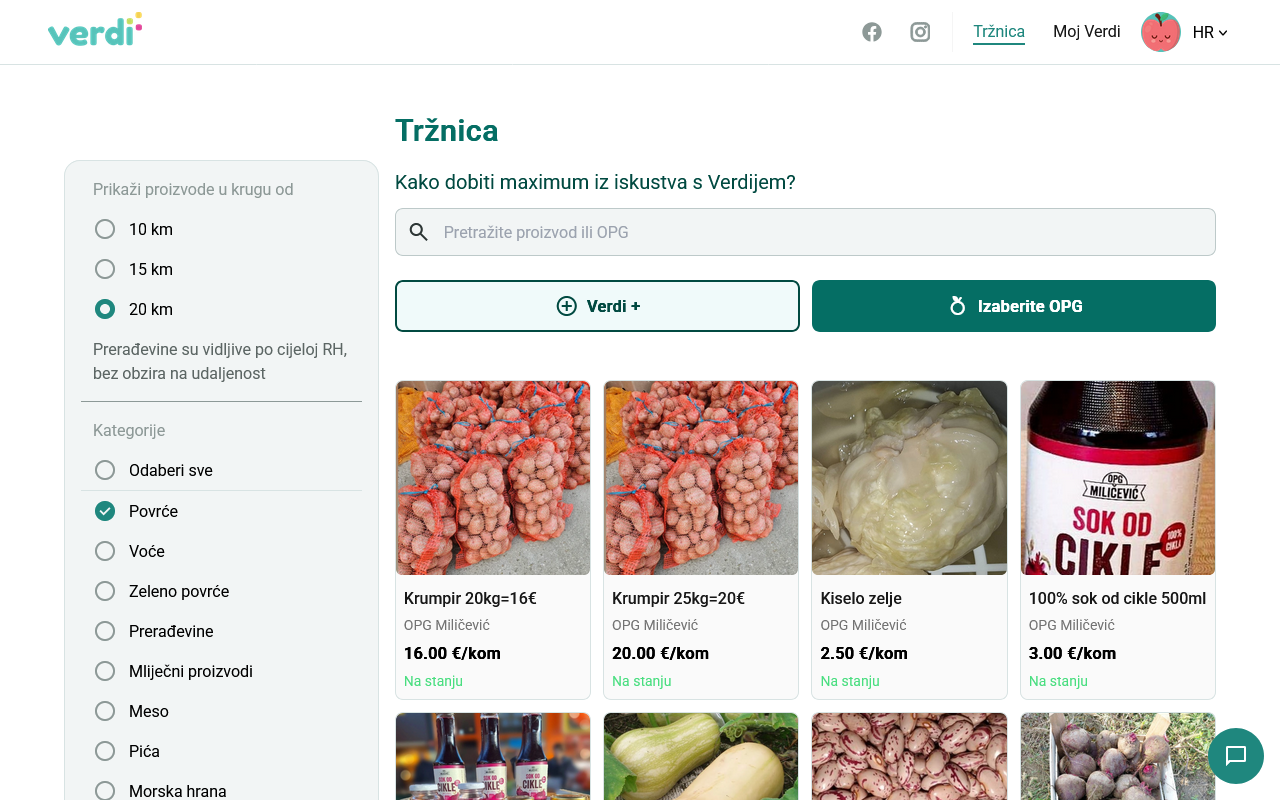 verdi
Tržnica
Moj Verdi
HR
Tržnica
Kako dobiti maximum iz iskustva s Verdijem?
Pretražite proizvod ili OPG
Verdi +
Izaberite OPG
Prikaži proizvode u krugu od
10 km
15 km
20 km
Prerađevine su vidljive po cijeloj RH,
bez obzira na udaljenost
Kategorije
Odaberi sve
Povrće
Voće
Zeleno povrće
Prerađevine
Mliječni proizvodi
Meso
Pića
Morska hrana
OPG
MILIČEVIĆ
SOK OD
CIKLE
100%
CIKLA
Krumpir 20kg=16€
OPG Miličević
16.00 €/kom
Na stanju
Krumpir 25kg=20€
OPG Miličević
20.00 €/kom
Na stanju
Kiselo zelje
OPG Miličević
2.50 €/kom
Na stanju
100% sok od cikle 500ml
OPG Miličević
3.00 €/kom
Na stanju
SOK OD
CIKLE
SOK OD
CIKLE
SOK OD
CIKLE